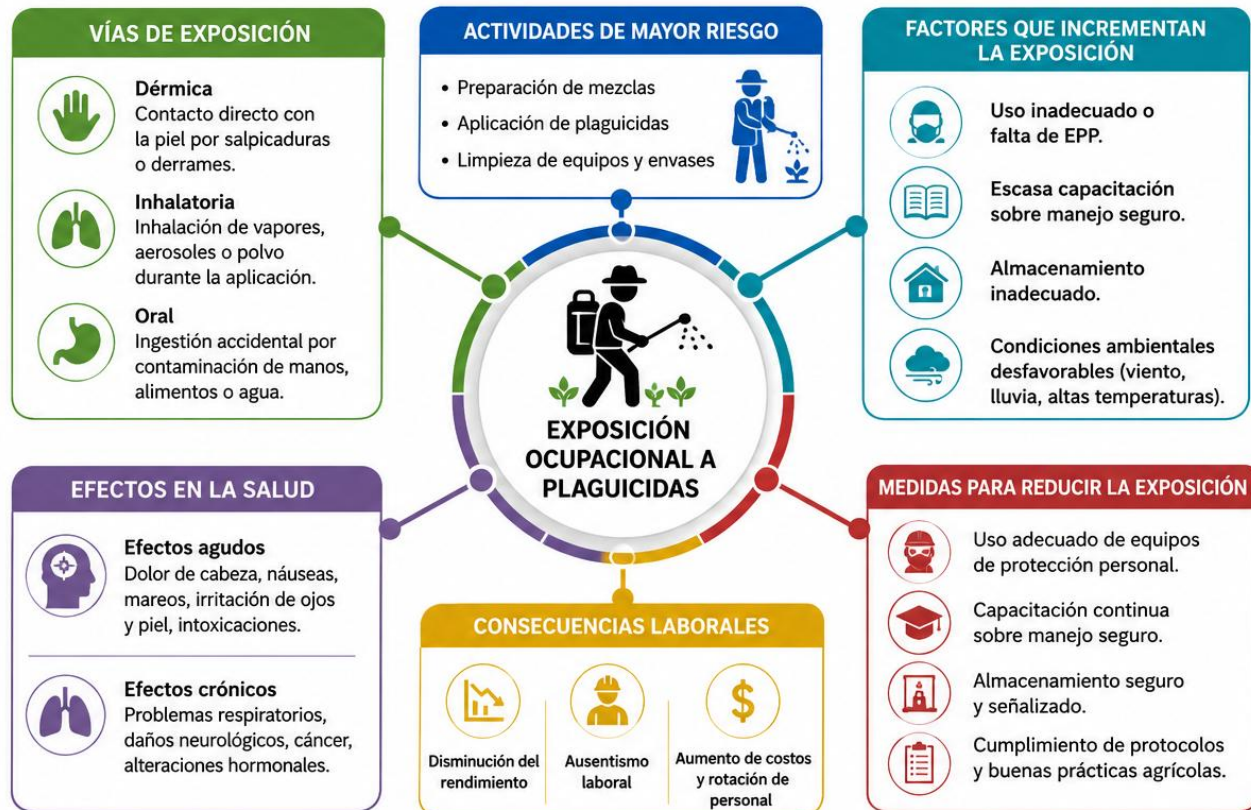 VÍAS DE EXPOSICIÓN
Dérmica
Contacto directo con
la piel por salpicaduras
o derrames.
Inhalatoria
Inhalación de vapores,
aerosoles o polvo
durante la aplicación.
Oral
Ingestión accidental por
contaminación de manos,
alimentos o agua.
ACTIVIDADES DE MAYOR RIESGO
• Preparación de mezclas
• Aplicación de plaguicidas
• Limpieza de equipos y envases
FACTORES QUE INCREMENTAN
LA EXPOSICIÓN
Uso inadecuado o
falta de EPP.
Escasa capacitación
sobre manejo seguro.
Almacenamiento
inadecuado.
Condiciones ambientales
desfavorables (viento,
lluvia, altas temperaturas).
EXPOSICIÓN
OCUPACIONAL A
PLAGUICIDAS
EFECTOS EN LA SALUD
Efectos agudos
Dolor de cabeza, náuseas,
mareos, irritación de ojos
y piel, intoxicaciones.
Efectos crónicos
Problemas respiratorios,
daños neurológicos, cáncer,
alteraciones hormonales.
CONSECUENCIAS LABORALES
Disminución del
rendimiento
Ausentismo
laboral
$
Aumento de costos
y rotación de
personal
MEDIDAS PARA REDUCIR LA EXPOSICIÓN
Uso adecuado de equipos
de protección personal.
Capacitación continua
sobre manejo seguro.
Almacenamiento seguro
y señalizado.
Cumplimiento de protocolos
y buenas prácticas agrícolas.